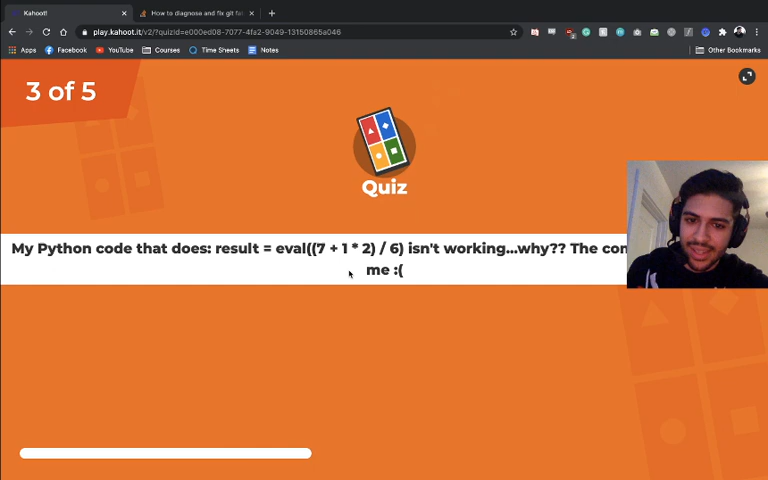 Kahoot!
How to diagnose and fix git fat
play.kahoot.it/v2/?quizId=e000ed08-7077-4fa2-9049-13150865a046
Apps Facebook YouTube Courses Time Sheets Notes Other Bookmarks
3 of 5
Quiz
My Python code that does: result = eval((7 + 1 * 2) / 6) isn't working...why?? The con
me :(